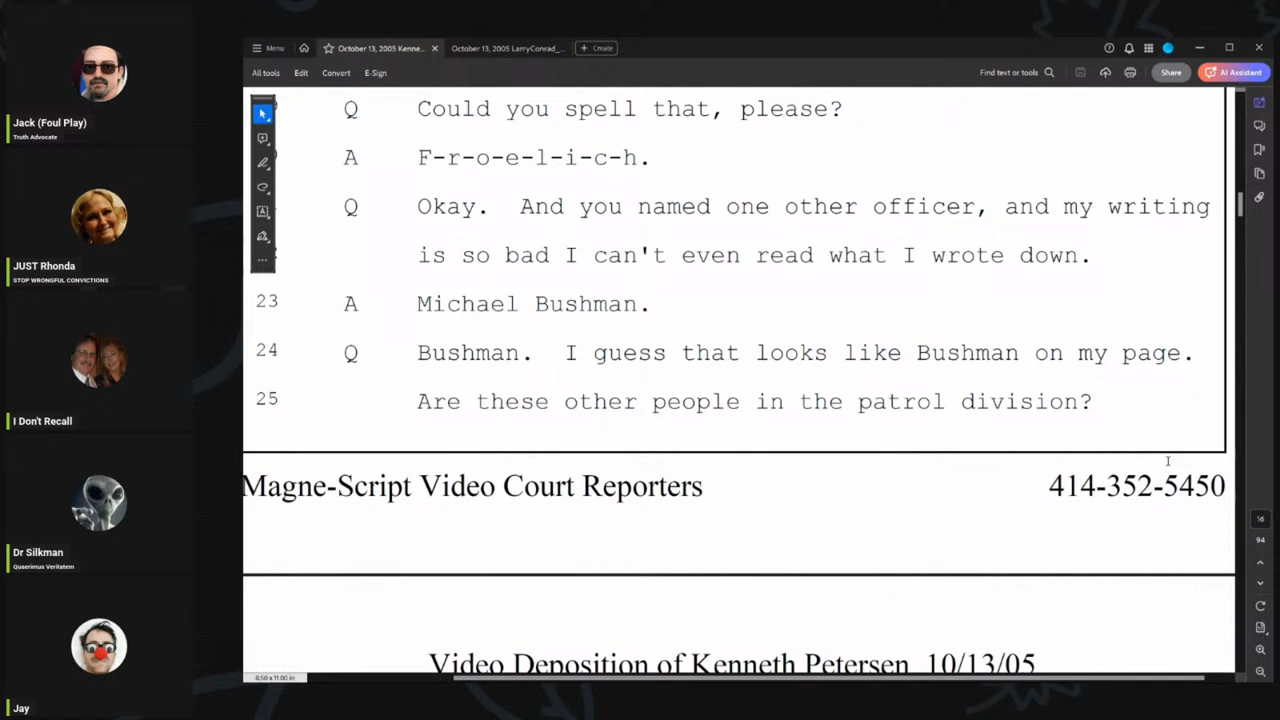 Menu
October 13, 2005 Kenne...
October 13, 2005 LarryConrad_...
Create
All tools
Edit
Convert
E-Sign
Find text or tools
Share
AI Assistant
Q Could you spell that, please?
A F-r-o-e-l-i-c-h.
Q Okay. And you named one other officer, and my writing
is so bad I can't even read what I wrote down.
23 A Michael Bushman.
24 Q Bushman. I guess that looks like Bushman on my page.
25 Are these other people in the patrol division?
Magne-Script Video Court Reporters 414-352-5450
Video Deposition of Kenneth Petersen 10/13/05
8.50 x 11.00 in
16
94
Jack (Foul Play)
Truth Advocate
JUST Rhonda
STOP WRONGFUL CONVICTIONS
I Don't Recall
Dr Silkman
Quaerimus Veritatem
Jay